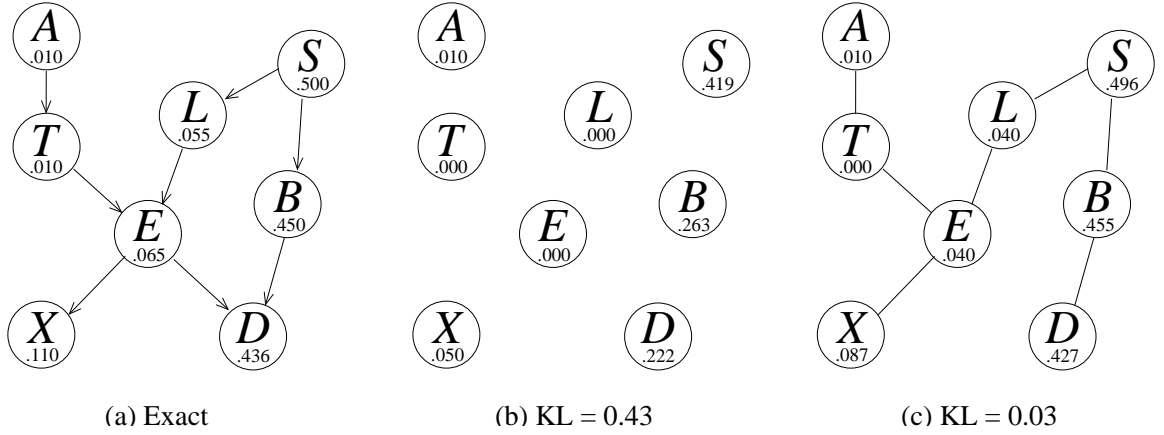 A
.010
S
.500
L
.055
T
.010
B
.450
E
.065
X
.110
D
.436
(a) Exact
A
.010
S
.419
L
.000
T
.000
B
.263
E
.000
X
.050
D
.222
(b) KL = 0.43
A
.010
S
.496
L
.040
T
.000
B
.455
E
.040
X
.087
D
.427
(c) KL = 0.03